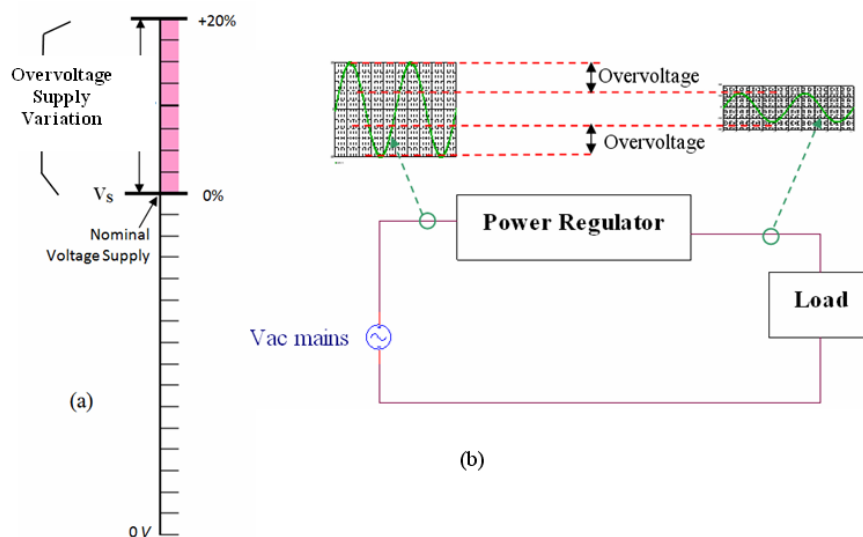 (a)
+20%
Overvoltage
Supply
Variation
Vs
0%
Nominal
Voltage Supply
0 V
(b)
Overvoltage
Overvoltage
Power Regulator
Load
Vac mains